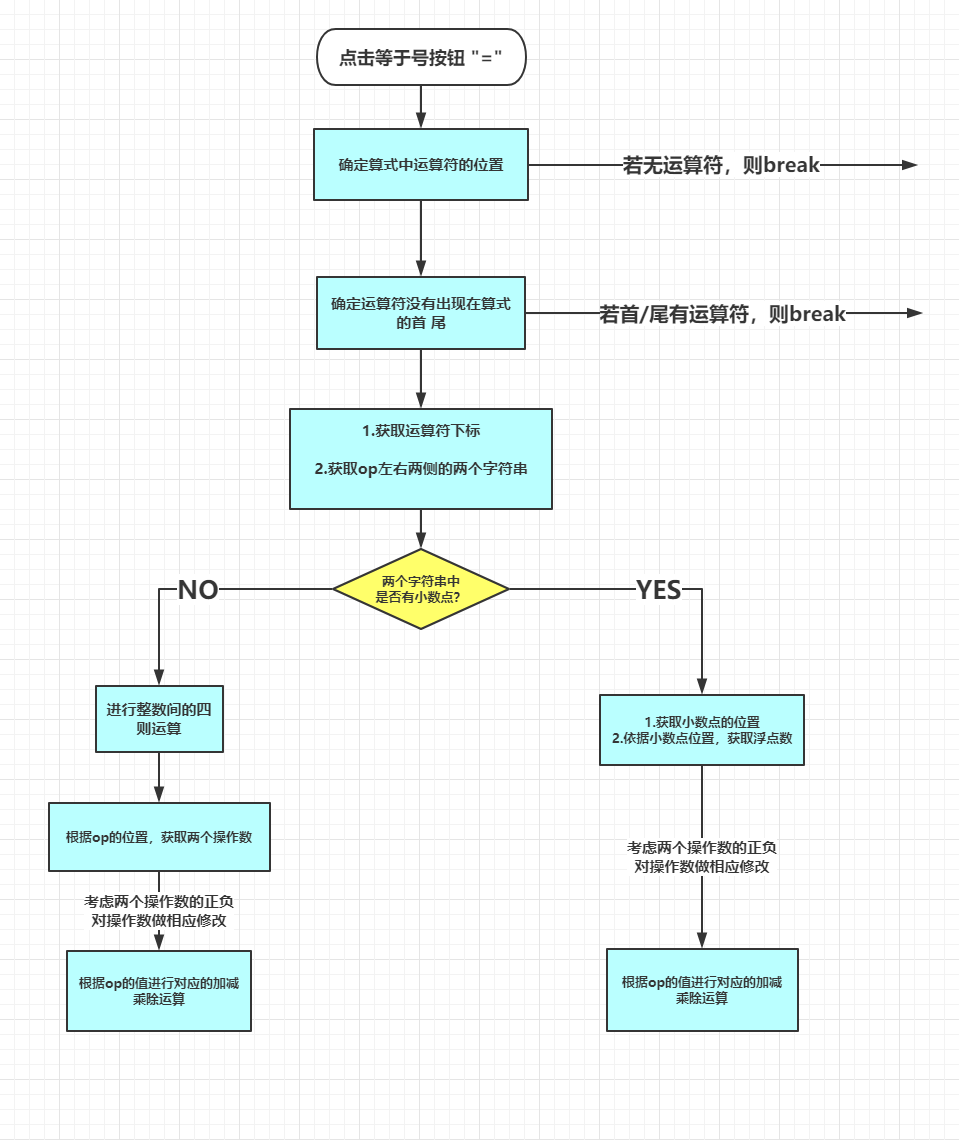 点击等于号按钮 "="
确定算式中运算符的位置
若无运算符，则break
确定运算符没有出现在算式
的首 尾
若首/尾有运算符，则break
1.获取运算符下标
2.获取op左右两侧的两个字符串
两个字符串中
是否有小数点?
NO
YES
进行整数间的四
则运算
1.获取小数点的位置
2.依据小数点位置，获取浮点数
根据op的位置，获取两个操作数
考虑两个操作数的正负
对操作数做相应修改
考虑两个操作数的正负
对操作数做相应修改
根据op的值进行对应的加减
乘除运算
根据op的值进行对应的加减
乘除运算